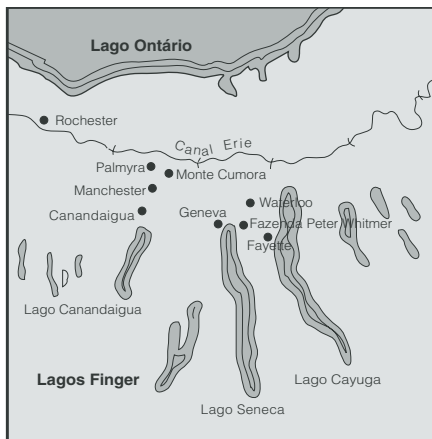 Lago Ontário
Rochester
Canal Erie
Palmyra
Monte Cumora
Manchester
Waterloo
Canandaigua
Geneva
Fazenda Peter Whitmer
Fayette
Lago Canandaigua
Lagos Finger
Lago Cayuga
Lago Seneca